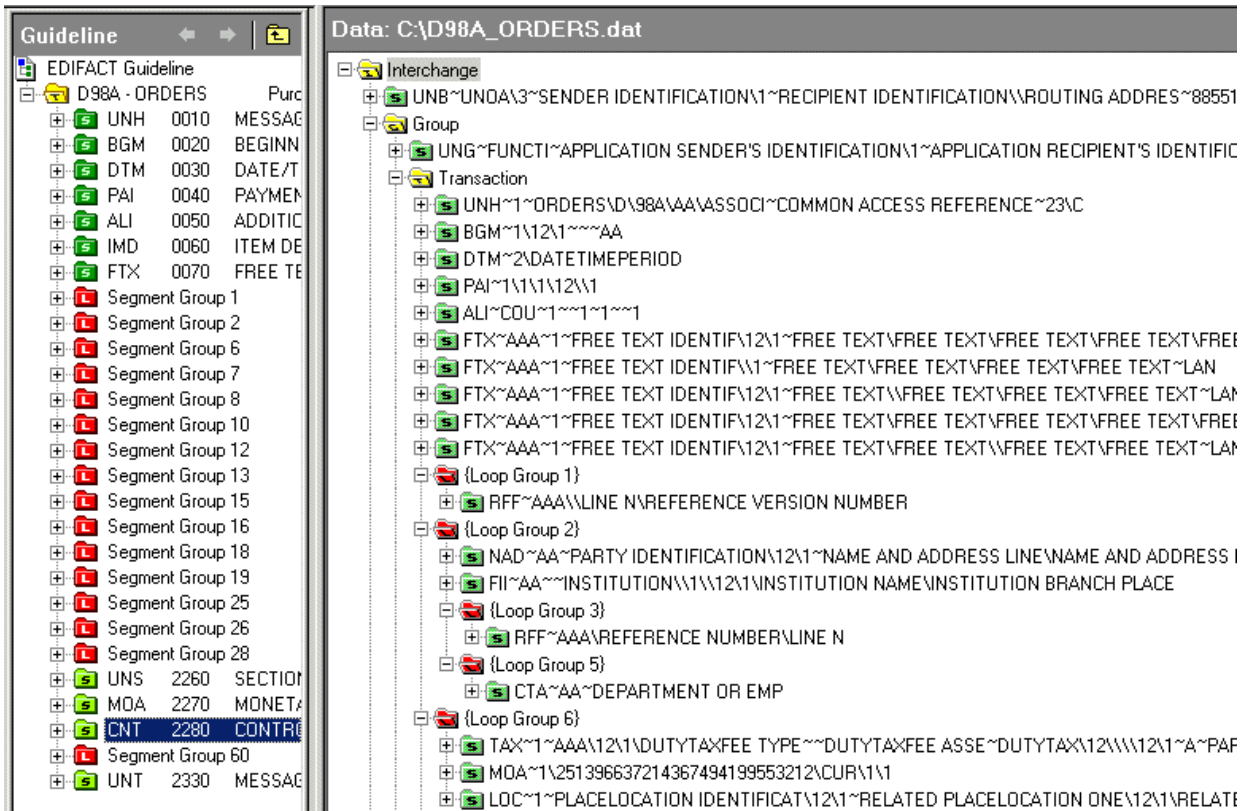 Guideline
EDIFACT Guideline
D98A - ORDERS Purc
UNH 0010 MESSAG
BGM 0020 BEGINN
DTM 0030 DATE/T
PAI 0040 PAYMEN
ALI 0050 ADDITIC
IMD 0060 ITEM DE
FTX 0070 FREE TE
Segment Group 1
Segment Group 2
Segment Group 6
Segment Group 7
Segment Group 8
Segment Group 10
Segment Group 12
Segment Group 13
Segment Group 15
Segment Group 16
Segment Group 18
Segment Group 19
Segment Group 25
Segment Group 26
Segment Group 28
UNS 2260 SECTION
MOA 2270 MONETA
CNT 2280 CONTRO
Segment Group 60
UNT 2330 MESSAG
Data: C:\D98A_ORDERS.dat
Interchange
UNB~UNOA\3~SENDER IDENTIFICATION\1~RECIPIENT IDENTIFICATION\\ROUTING ADDRES~88551
Group
UNG~FUNCTI~APPLICATION SENDER'S IDENTIFICATION\1~APPLICATION RECIPIENT'S IDENTIFIC
Transaction
UNH~1~ORDERS\D\98A\AA\ASSOCI~COMMON ACCESS REFERENCE~23\C
BGM~1\12\1~~~AA
DTM~2\DATETIMEPERIOD
PAI~1\1\1\12\\1
ALI~COU~1~~1~1~~1
FTX~AAA~1~FREE TEXT IDENTIF\12\1~FREE TEXT\FREE TEXT\FREE TEXT\FREE TEXT\FREE
FTX~AAA~1~FREE TEXT IDENTIF\\1~FREE TEXT\FREE TEXT\FREE TEXT\FREE TEXT~LAN
FTX~AAA~1~FREE TEXT IDENTIF\12\1~FREE TEXT\\FREE TEXT\FREE TEXT\FREE TEXT~LAN
FTX~AAA~1~FREE TEXT IDENTIF\12\1~FREE TEXT\FREE TEXT\FREE TEXT\FREE TEXT\FREE
FTX~AAA~1~FREE TEXT IDENTIF\12\1~FREE TEXT\FREE TEXT\\FREE TEXT\FREE TEXT~LAN
{Loop Group 1}
RFF~AAA\\LINE N\REFERENCE VERSION NUMBER
{Loop Group 2}
NAD~AA~PARTY IDENTIFICATION\12\1~NAME AND ADDRESS LINE\NAME AND ADDRESS L
FII~AA~~INSTITUTION\\1\\12\1\INSTITUTION NAME\INSTITUTION BRANCH PLACE
{Loop Group 3}
RFF~AAA\REFERENCE NUMBER\LINE N
{Loop Group 5}
CTA~AA~DEPARTMENT OR EMP
{Loop Group 6}
TAX~1~AAA\12\1\DUTYTAXFEE TYPE~~DUTYTAXFEE ASSE~DUTYTAX\12\\\\12\1~A~PAR
MOA~1\251396637214367494199553212\CUR\1\1
LOC~1~PLACELOCATION IDENTIFICAT\12\1~RELATED PLACELOCATION ONE\12\1\RELATE